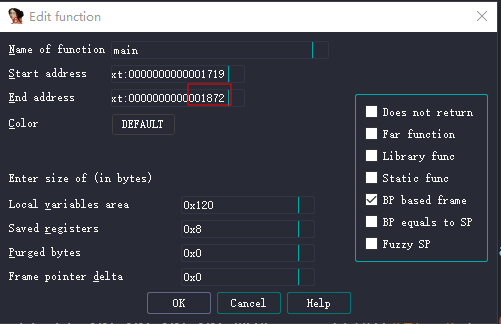 Edit function
Name of function main
Start address xt:0000000000001719
End address xt:0000000000001872
Color DEFAULT
Does not return
Far function
Library func
Static func
BP based frame
BP equals to SP
Fuzzy SP
Enter size of (in bytes)
Local variables area 0x120
Saved registers 0x8
Purged bytes 0x0
Frame pointer delta 0x0
OK Cancel Help